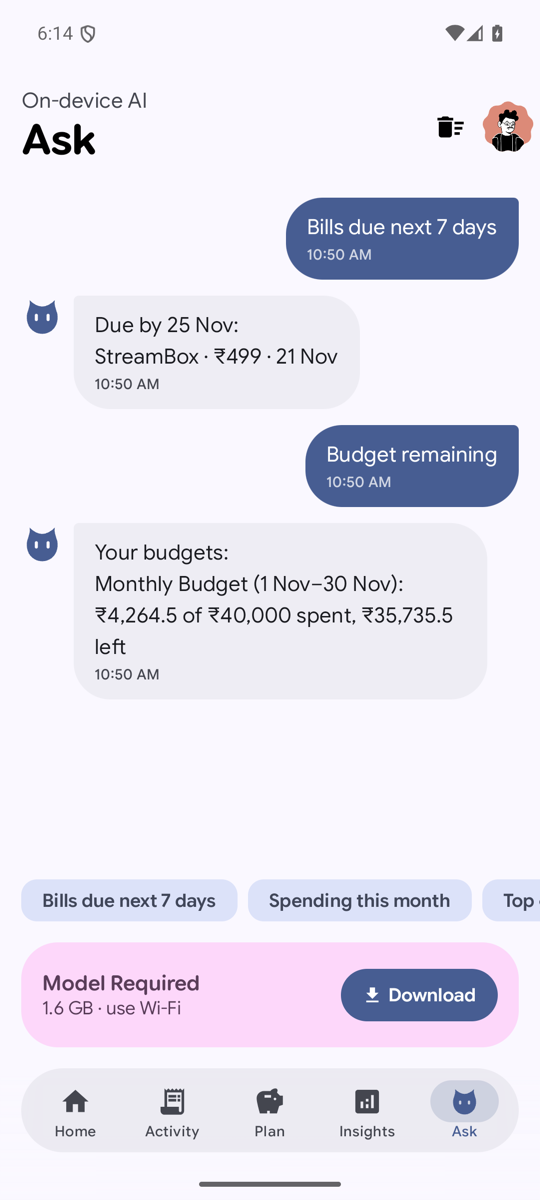 6:14
On-device AI
Ask
Bills due next 7 days
10:50 AM
Due by 25 Nov:
StreamBox · ₹499 · 21 Nov
10:50 AM
Budget remaining
10:50 AM
Your budgets:
Monthly Budget (1 Nov–30 Nov):
₹4,264.5 of ₹40,000 spent, ₹35,735.5
left
10:50 AM
Bills due next 7 days
Spending this month
Top
Model Required
1.6 GB · use Wi-Fi
Download
Home
Activity
Plan
Insights
Ask